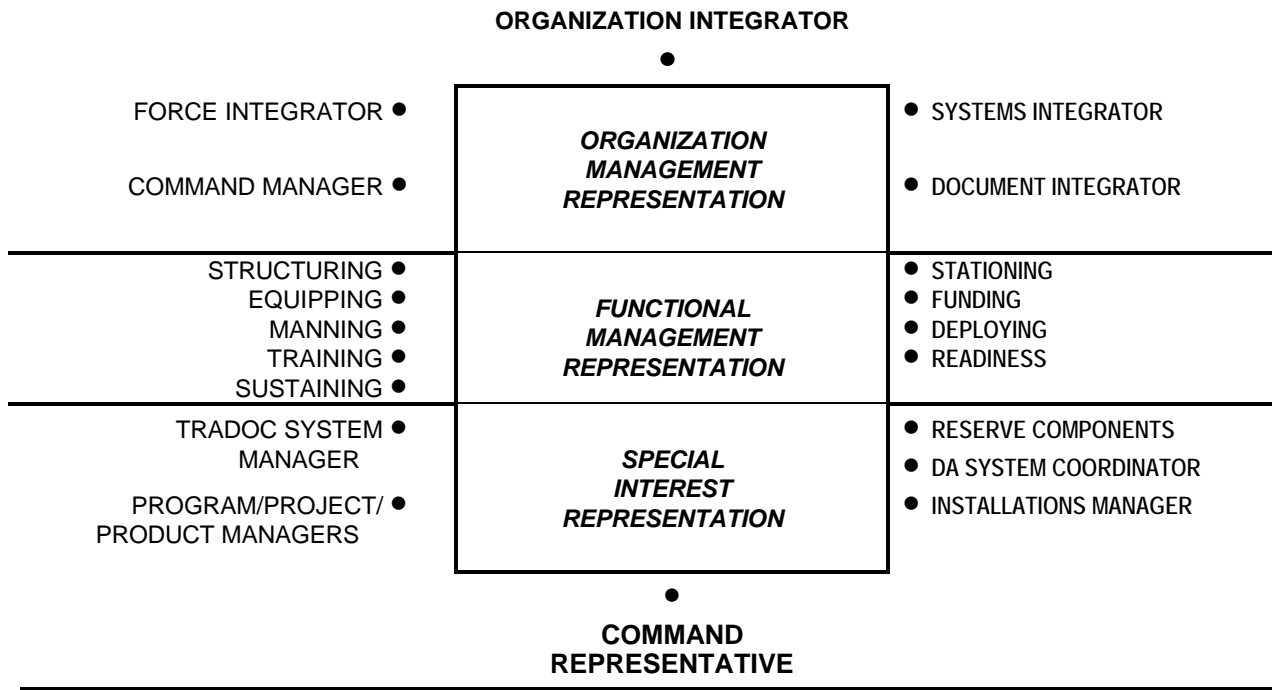 ORGANIZATION INTEGRATOR
●
FORCE INTEGRATOR ●
COMMAND MANAGER ●
ORGANIZATION
MANAGEMENT
REPRESENTATION
● SYSTEMS INTEGRATOR
● DOCUMENT INTEGRATOR
STRUCTURING ●
EQUIPPING ●
MANNING ●
TRAINING ●
SUSTAINING ●
FUNCTIONAL
MANAGEMENT
REPRESENTATION
● STATIONING
● FUNDING
● DEPLOYING
● READINESS
TRADOC SYSTEM ●
MANAGER
PROGRAM/PROJECT/ ●
PRODUCT MANAGERS
SPECIAL
INTEREST
REPRESENTATION
● RESERVE COMPONENTS
● DA SYSTEM COORDINATOR
● INSTALLATIONS MANAGER
●
COMMAND
REPRESENTATIVE